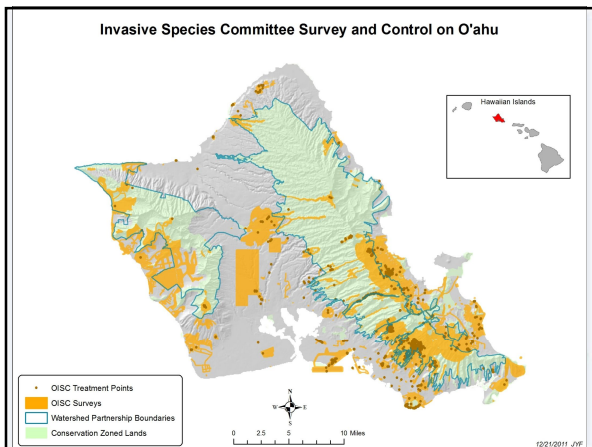 Invasive Species Committee Survey and Control on O'ahu
Hawaiian Islands
OISC Treatment Points
OISC Surveys
Watershed Partnership Boundaries
Conservation Zoned Lands
N
W E
S
0 2.5 5 10 Miles
12/21/2011 JYF